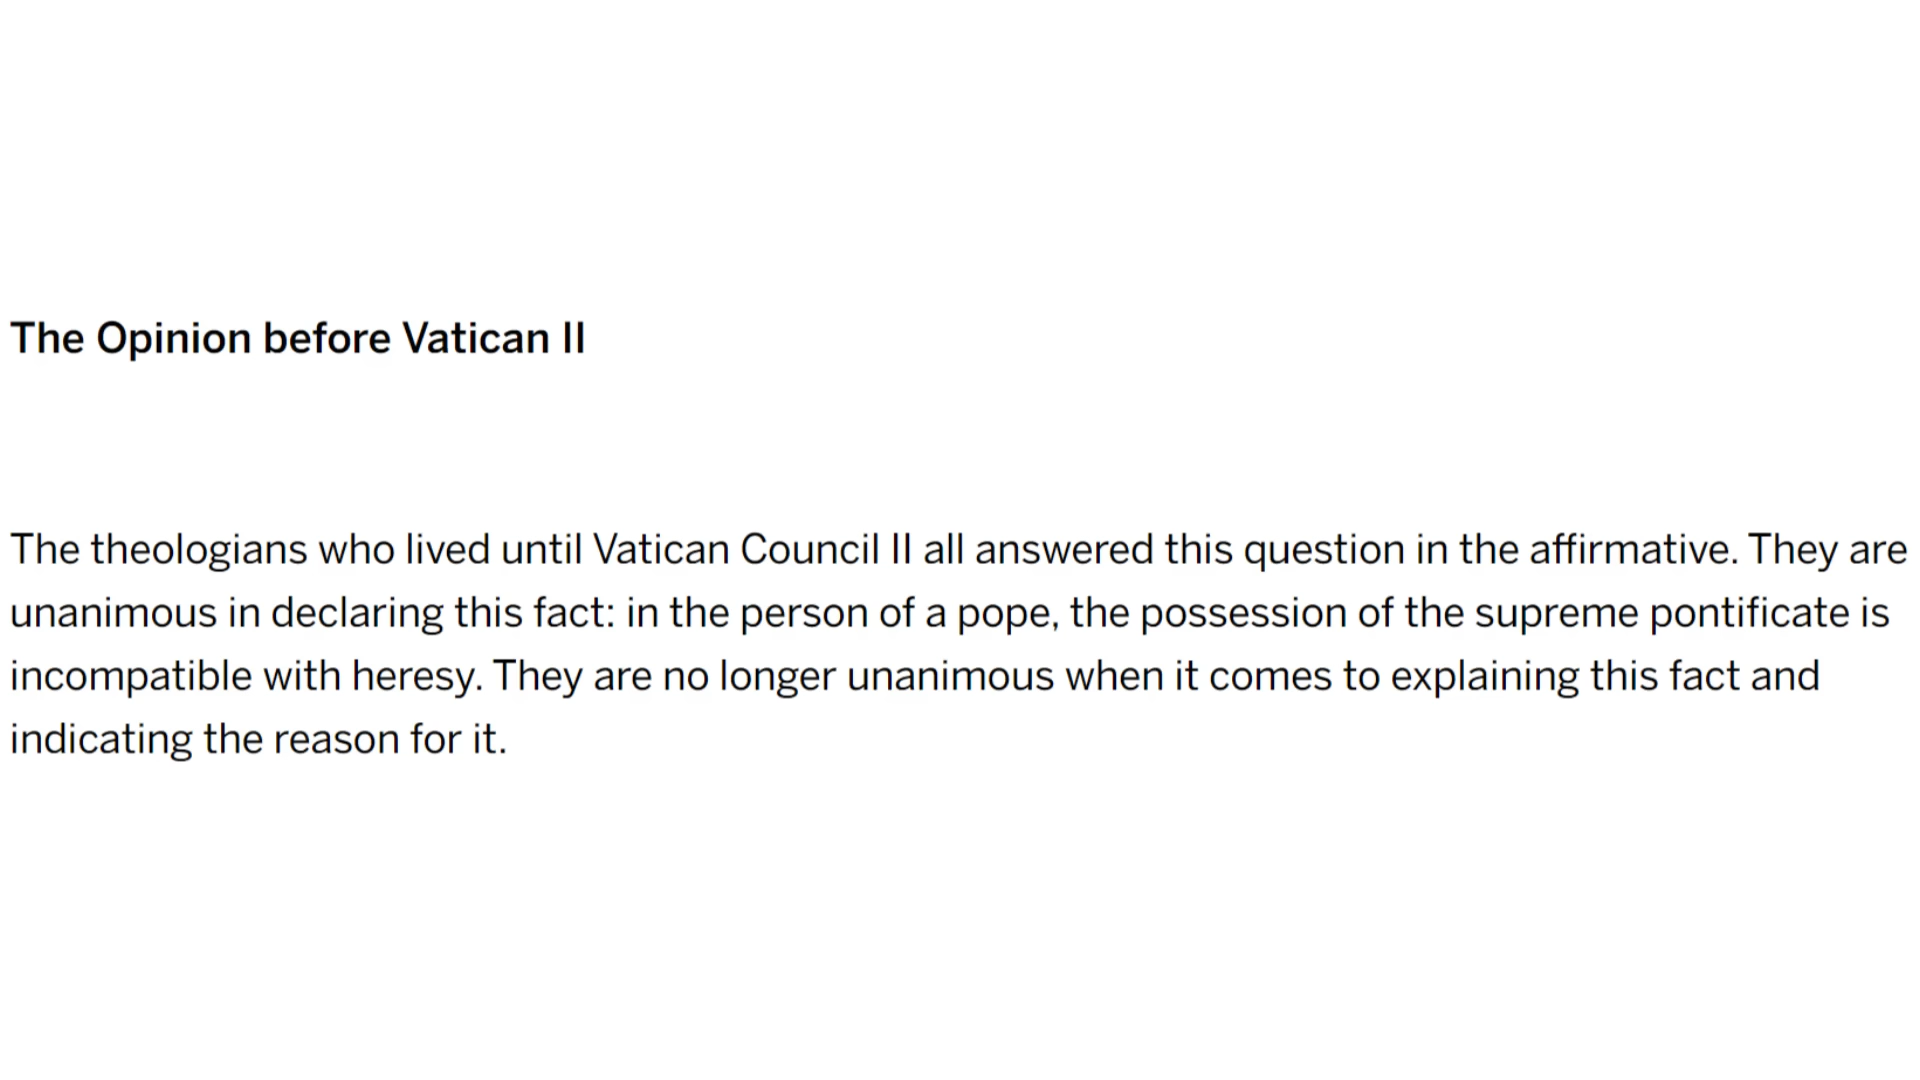 The Opinion before Vatican II
The theologians who lived until Vatican Council II all answered this question in the affirmative. They are
unanimous in declaring this fact: in the person of a pope, the possession of the supreme pontificate is
incompatible with heresy. They are no longer unanimous when it comes to explaining this fact and
indicating the reason for it.